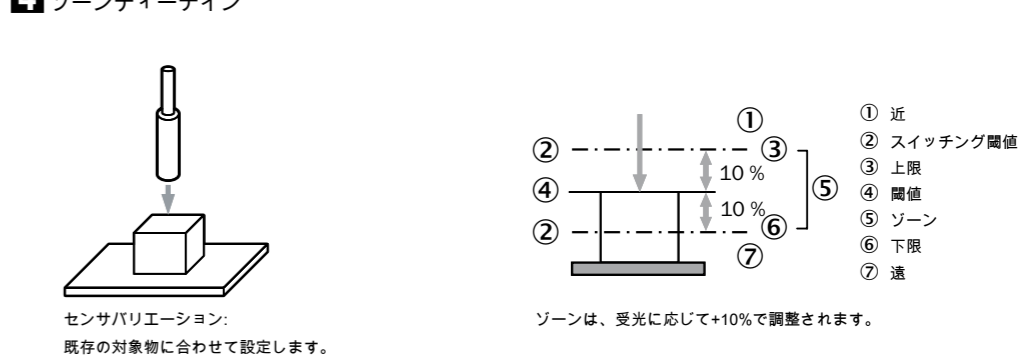 4 ゾーンティーチイン
①
②
③
10 %
④
⑤
10 %
②
⑥
⑦
① 近
② スイッチング閾値
③ 上限
④ 閾値
⑤ ゾーン
⑥ 下限
⑦ 遠
センサバリエーション:
既存の対象物に合わせて設定します。
ゾーンは、受光に応じて+10%で調整されます。